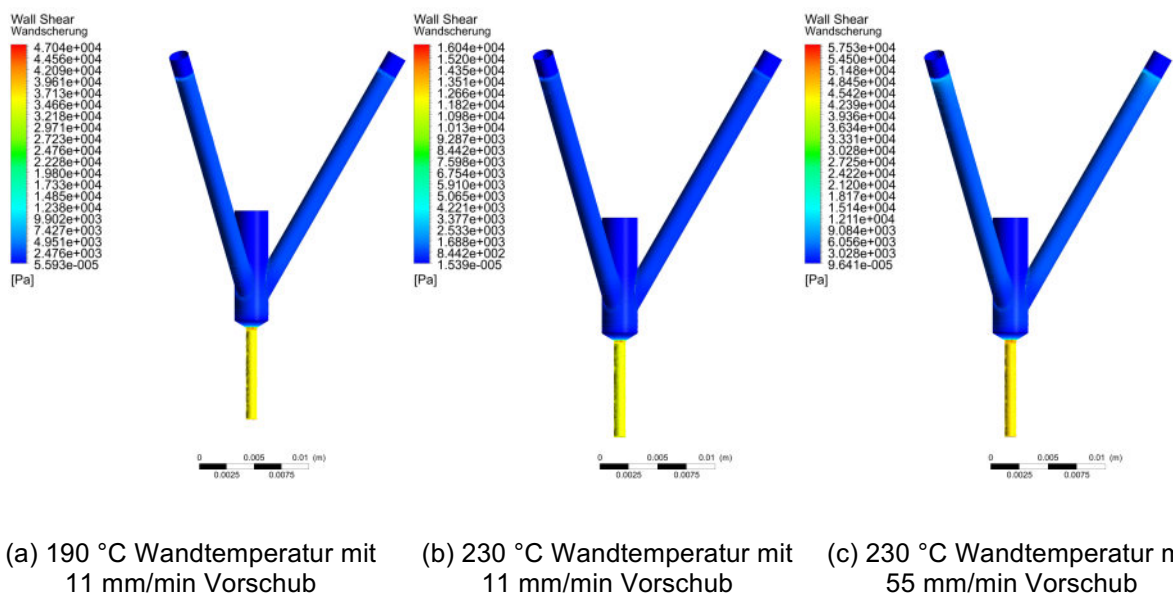 Wall Shear
Wandscherung
4.704e+004
4.456e+004
4.209e+004
3.961e+004
3.713e+004
3.466e+004
3.218e+004
2.971e+004
2.723e+004
2.476e+004
2.228e+004
1.980e+004
1.733e+004
1.485e+004
1.238e+004
9.902e+003
7.427e+003
4.951e+003
2.476e+003
5.593e-005
[Pa]
0 0.005 0.01 (m)
0.0025 0.0075
(a) 190 °C Wandtemperatur mit
11 mm/min Vorschub
Wall Shear
Wandscherung
1.604e+004
1.520e+004
1.435e+004
1.351e+004
1.266e+004
1.182e+004
1.098e+004
1.013e+004
9.287e+003
8.442e+003
7.598e+003
6.754e+003
5.910e+003
5.065e+003
4.221e+003
3.377e+003
2.533e+003
1.688e+003
8.442e+002
1.539e-005
[Pa]
0 0.005 0.01 (m)
0.0025 0.0075
(b) 230 °C Wandtemperatur mit
11 mm/min Vorschub
Wall Shear
Wandscherung
5.753e+004
5.450e+004
5.148e+004
4.845e+004
4.542e+004
4.239e+004
3.936e+004
3.634e+004
3.331e+004
3.028e+004
2.725e+004
2.422e+004
2.120e+004
1.817e+004
1.514e+004
1.211e+004
9.084e+003
6.056e+003
3.028e+003
9.641e-005
[Pa]
0 0.005 0.01 (m)
0.0025 0.0075
(c) 230 °C Wandtemperatur
55 mm/min Vorschub